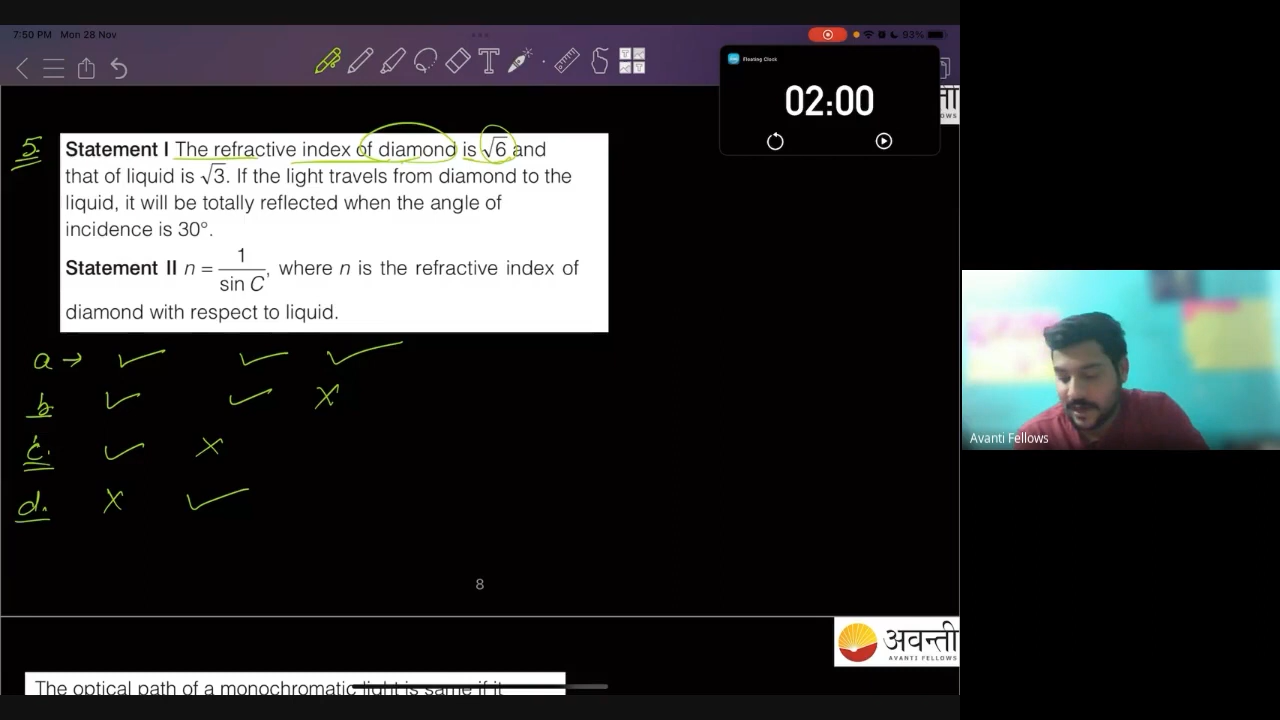 7:50 PM Mon 28 Nov
93%
Floating Clock
02:00
OWS
5.
Statement I The refractive index of diamond is √6 and
that of liquid is √3. If the light travels from diamond to the
liquid, it will be totally reflected when the angle of
incidence is 30°.
Statement II n = 1/sin C, where n is the refractive index of
diamond with respect to liquid.
a → ✓ ✓ ✓
b. ✓ ✓ X
c. ✓ X
d. X ✓
8
अवन्ती
AVANTI FELLOWS
The optical path of a monochromatic light is same if it
Avanti Fellows